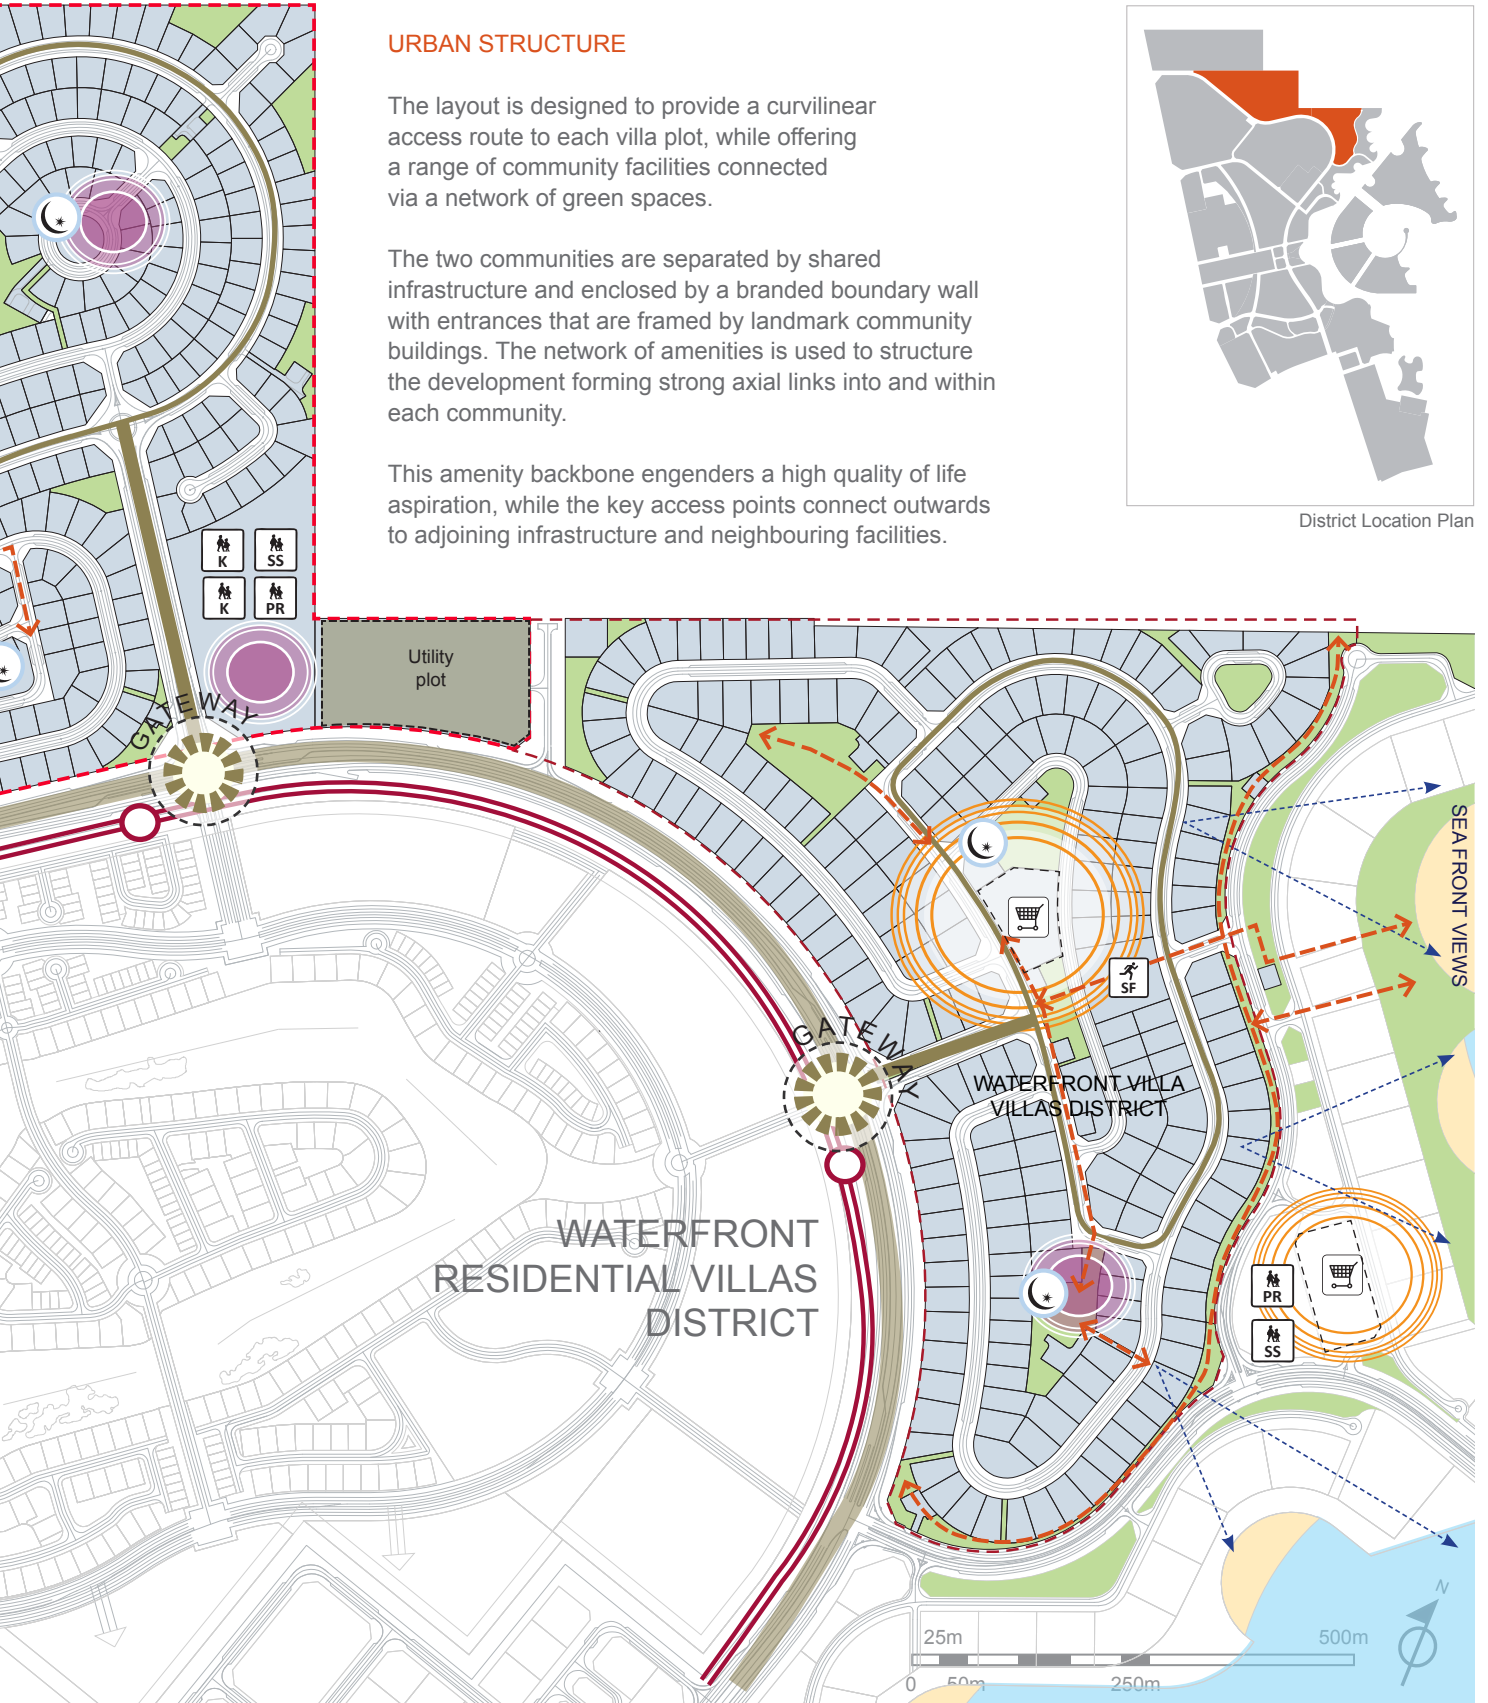 URBAN STRUCTURE
The layout is designed to provide a curvilinear
access route to each villa plot, while offering
a range of community facilities connected
via a network of green spaces.
The two communities are separated by shared
infrastructure and enclosed by a branded boundary wall
with entrances that are framed by landmark community
buildings. The network of amenities is used to structure
the development forming strong axial links into and within
each community.
This amenity backbone engenders a high quality of life
aspiration, while the key access points connect outwards
to adjoining infrastructure and neighbouring facilities.
District Location Plan
K
SS
K
PR
Utility
plot
GATEWAY
SEA FRONT VIEWS
SF
GATEWAY
WATERFRONT VILLA
VILLAS DISTRICT
WATERFRONT
RESIDENTIAL VILLAS
DISTRICT
PR
SS
N
25m
500m
0
50m
250m